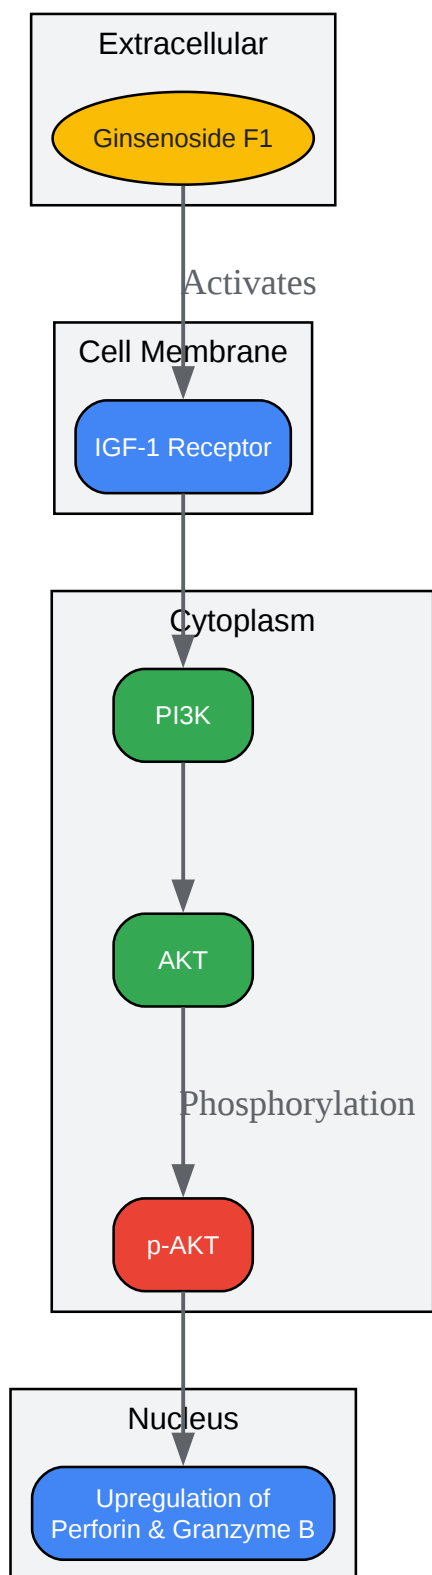 Extracellular
Ginsenoside F1
Activates
Cell Membrane
IGF-1 Receptor
Cytoplasm
PI3K
AKT
Phosphorylation
p-AKT
Nucleus
Upregulation of
Perforin & Granzyme B